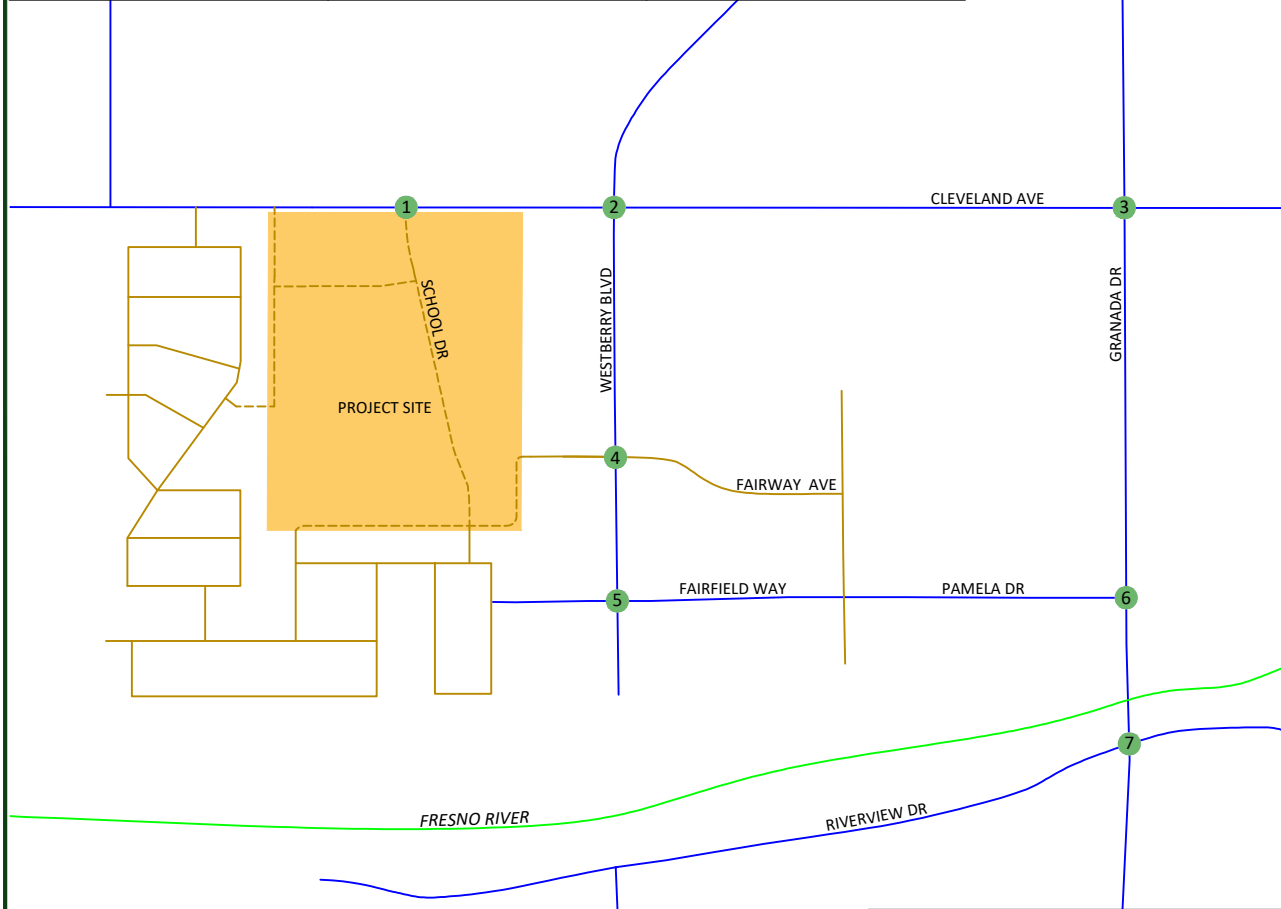 CLEVELAND AVE
1
2
3
WESTBERRY BLVD
GRANADA DR
SCHOOL DR
PROJECT SITE
4
FAIRWAY  AVE
FAIRFIELD WAY
PAMELA DR
5
6
7
FRESNO RIVER
RIVERVIEW DR